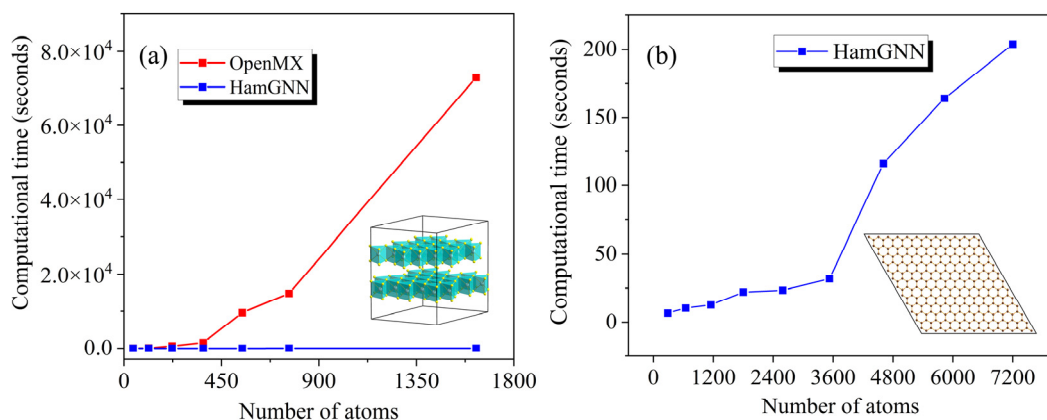 (a)
OpenMX
HamGNN
Computational time (seconds)
8.0×10⁴
6.0×10⁴
4.0×10⁴
2.0×10⁴
0.0
0 450 900 1350 1800
Number of atoms
(b)
HamGNN
Computational time (seconds)
200
150
100
50
0
0 1200 2400 3600 4800 6000 7200
Number of atoms